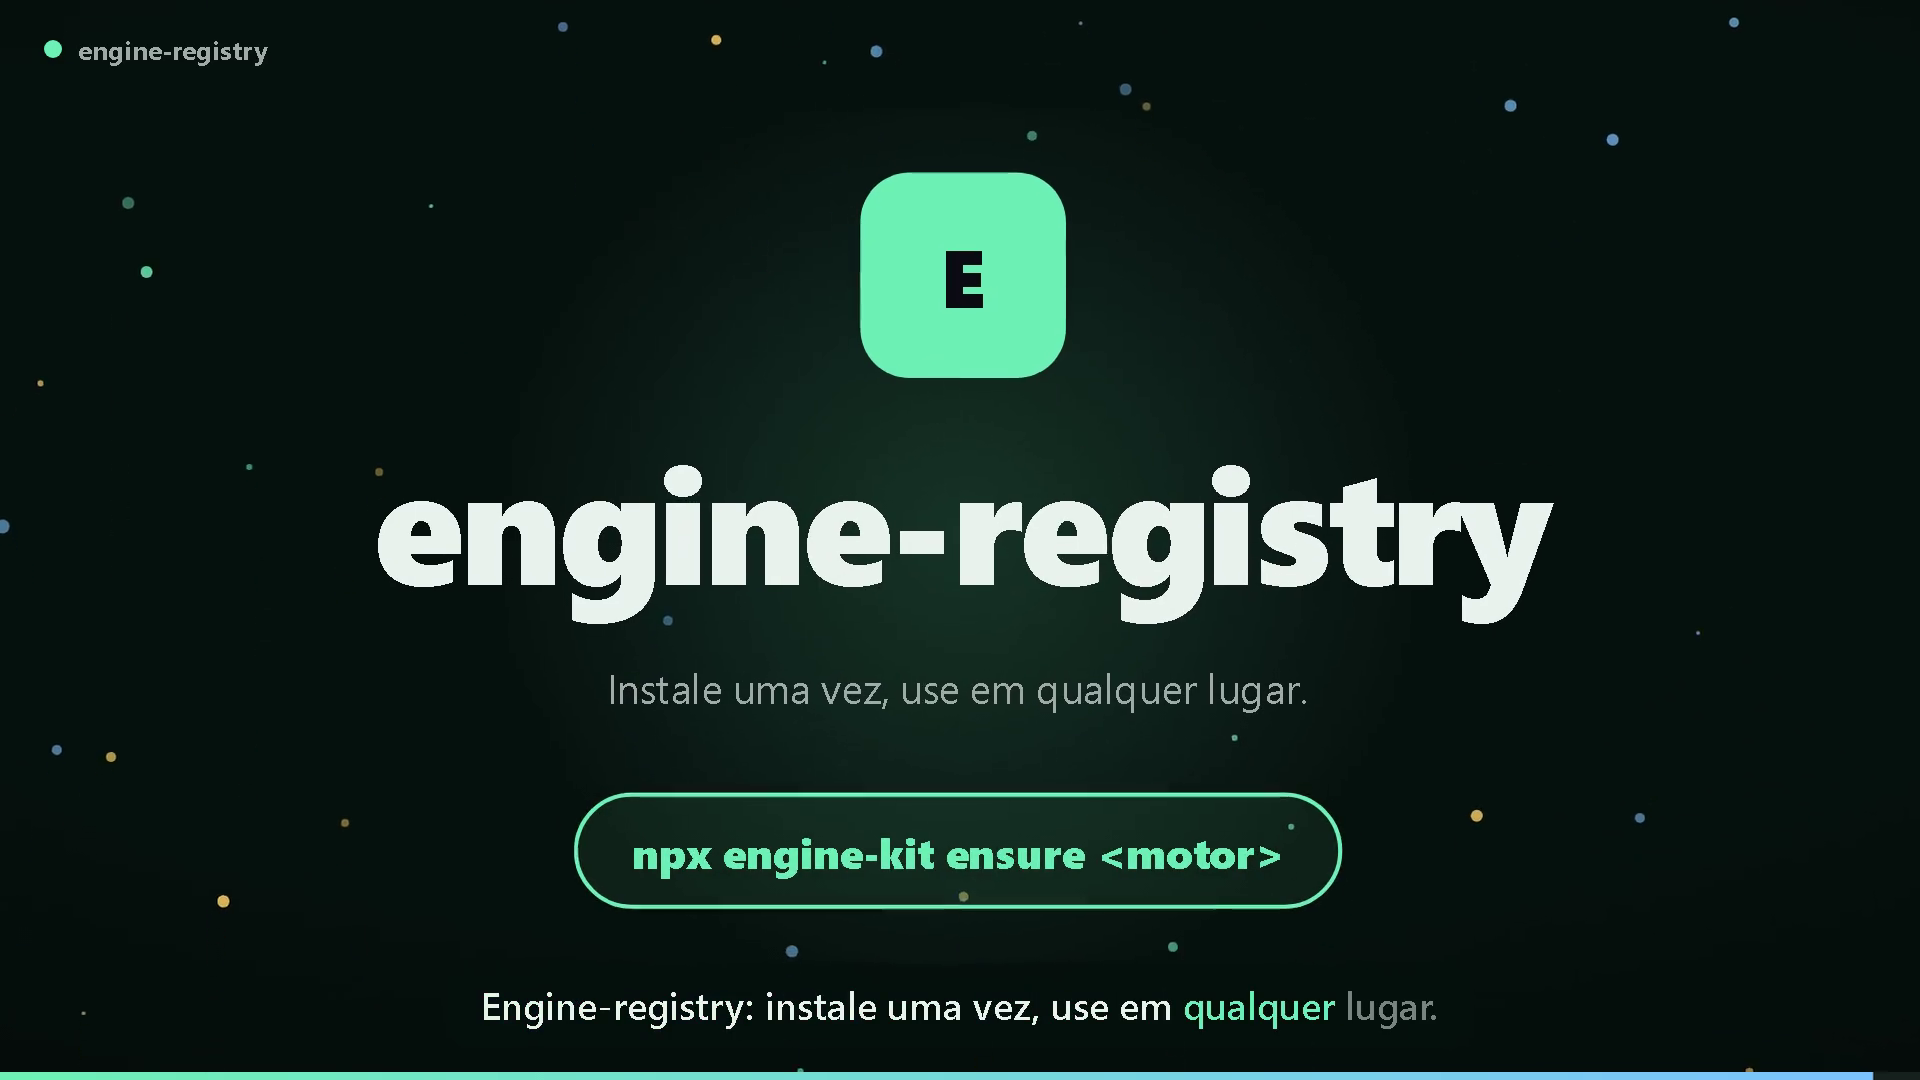 engine-registry
E
engine-registry
Instale uma vez, use em qualquer lugar.
npx engine-kit ensure <motor>
Engine-registry: instale uma vez, use em qualquer lugar.